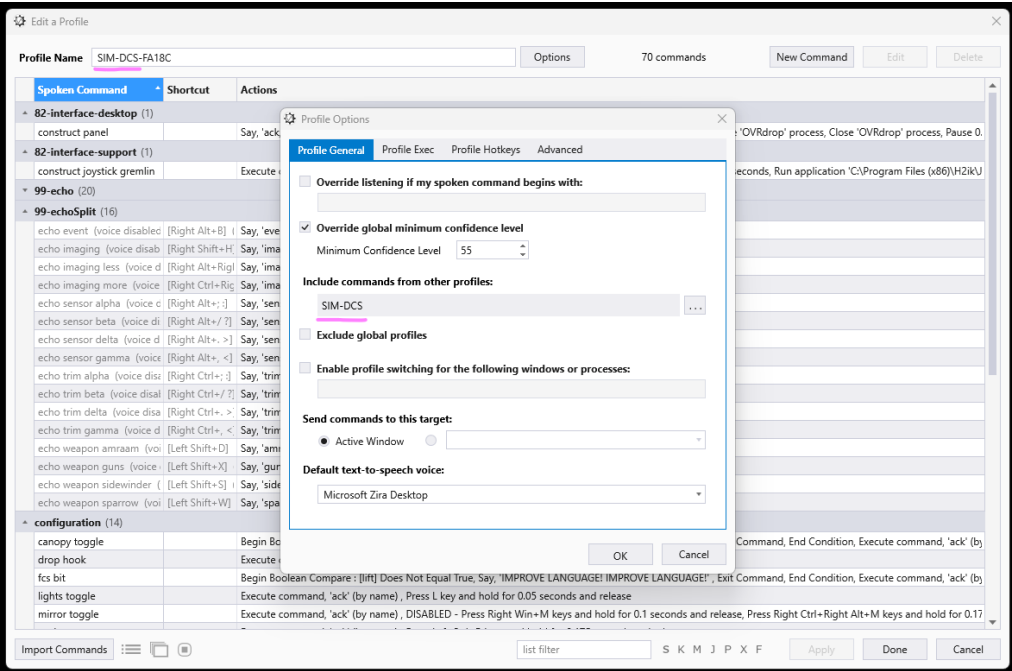 Edit a Profile
Profile Name SIM-DCS-FA18C Options 70 commands New Command Edit Delete
Spoken Command Shortcut Actions
82-interface-desktop (1)
Profile Options
construct panel Say, 'ack, 'OVRdrop' process, Close 'OVRdrop' process, Pause 0.
82-interface-support (1)
Profile General Profile Exec Profile Hotkeys Advanced
construct joystick gremlin Execute seconds, Run application 'C:\Program Files (x86)\H2ik\J
Override listening if my spoken command begins with:
99-echo (20)
99-echoSplit (16)
echo event (voice disabled [Right Alt+B] Say, 'eve
Override global minimum confidence level
echo imaging (voice disab [Right Shift+H] Say, 'ima
Minimum Confidence Level 55
echo imaging less (voice d [Right Alt+Rigl Say, 'ima
echo imaging more (voice [Right Ctrl+Rig Say, 'ima
Include commands from other profiles:
echo sensor alpha (voice d [Right Alt+; :] Say, 'sen
SIM-DCS ...
echo sensor beta (voice di [Right Alt+/ ?] Say, 'sen
echo sensor delta (voice d [Right Alt+. >] Say, 'sen
Exclude global profiles
echo sensor gamma (voice [Right Alt+, <] Say, 'sen
echo trim alpha (voice disa [Right Ctrl+; :] Say, 'trim
Enable profile switching for the following windows or processes:
echo trim beta (voice disal [Right Ctrl+/ ?] Say, 'trim
echo trim delta (voice disa [Right Ctrl+. > Say, 'trim
Send commands to this target:
echo trim gamma (voice d [Right Ctrl+, < Say, 'trim
Active Window
echo weapon amraam (voi [Left Shift+D] Say, 'amr
echo weapon guns (voice [Left Shift+X] Say, 'gun
Default text-to-speech voice:
echo weapon sidewinder ( [Left Shift+S] Say, 'side
Microsoft Zira Desktop
echo weapon sparrow (voi [Left Shift+W] Say, 'spa
configuration (14)
canopy toggle Begin Bo Command, End Condition, Execute command, 'ack' (by
OK Cancel
drop hook Execute
fcs bit Begin Boolean Compare : [lift] Does Not Equal True, Say, 'IMPROVE LANGUAGE! IMPROVE LANGUAGE!' , Exit Command, End Condition, Execute command, 'ack' (by
lights toggle Execute command, 'ack' (by name) , Press L key and hold for 0.05 seconds and release
mirror toggle Execute command, 'ack' (by name) , DISABLED - Press Right Win+M keys and hold for 0.1 seconds and release, Press Right Ctrl+Right Alt+M keys and hold for 0.17
Import Commands list filter S K M J P X F Apply Done Cancel